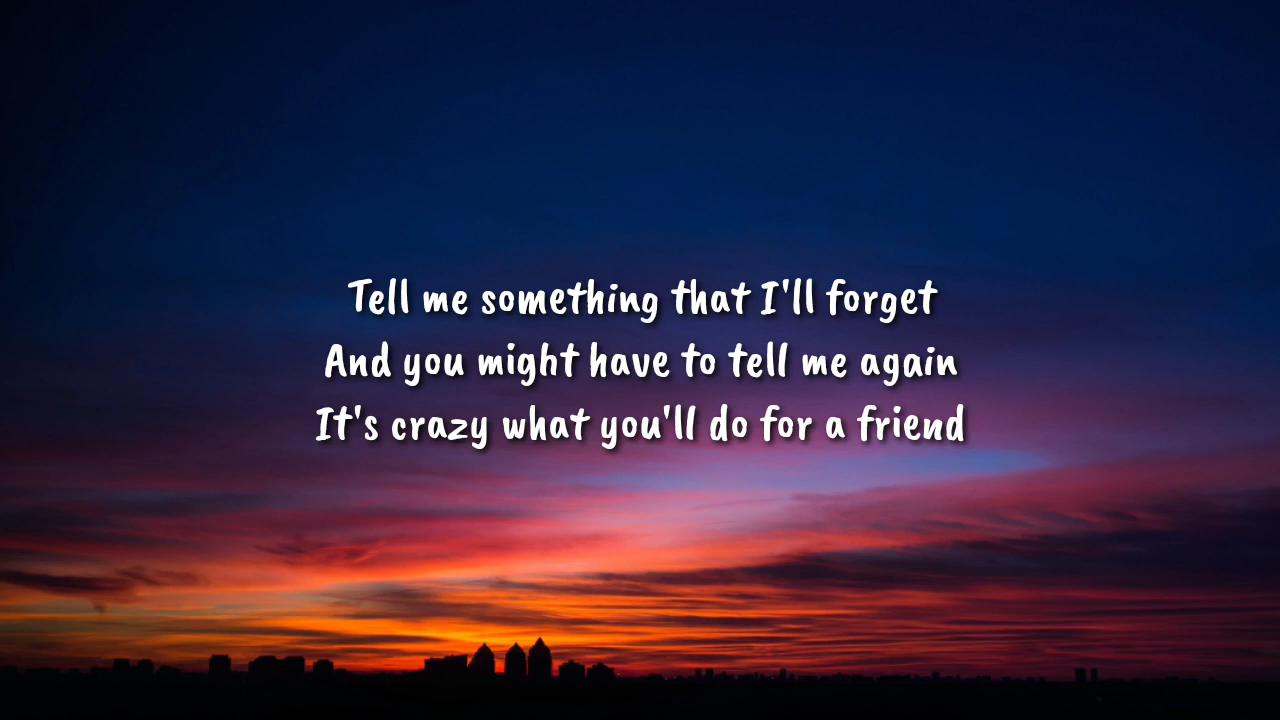 Tell me something that I'll forget
And you might have to tell me again
It's crazy what you'll do for a friend